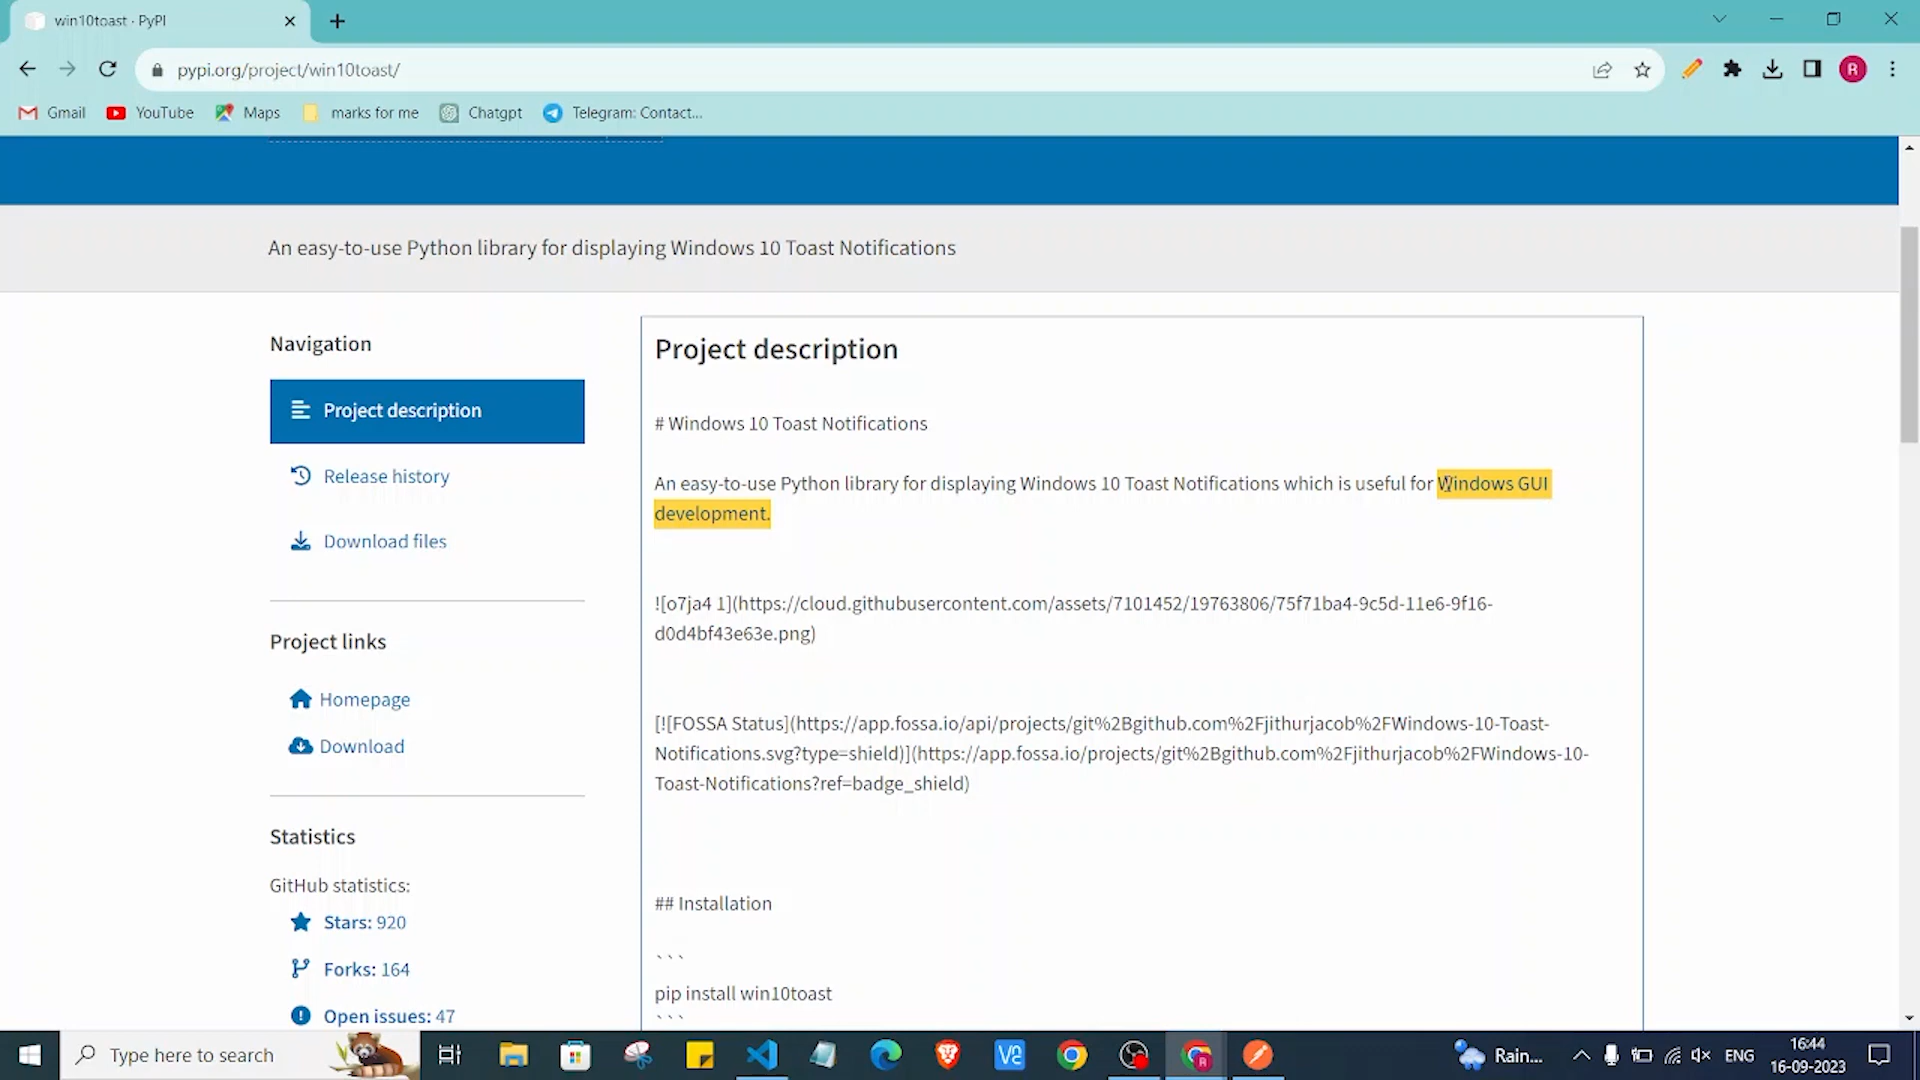 win10toast · PyPI
pypi.org/project/win10toast/
R
Gmail YouTube Maps marks for me Chatgpt Telegram: Contact...
An easy-to-use Python library for displaying Windows 10 Toast Notifications
Navigation
Project description
Release history
Download files
Project links
Homepage
Download
Statistics
GitHub statistics:
Stars: 920
Forks: 164
Open issues: 47
Project description
# Windows 10 Toast Notifications
An easy-to-use Python library for displaying Windows 10 Toast Notifications which is useful for Windows GUI
development.
![o7ja4 1](https://cloud.githubusercontent.com/assets/7101452/19763806/75f71ba4-9c5d-11e6-9f16-
d0d4bf43e63e.png)
[![FOSSA Status](https://app.fossa.io/api/projects/git%2Bgithub.com%2Fjithurjacob%2FWindows-10-Toast-
Notifications.svg?type=shield)](https://app.fossa.io/projects/git%2Bgithub.com%2Fjithurjacob%2FWindows-10-
Toast-Notifications?ref=badge_shield)
## Installation
```
pip install win10toast
```
Type here to search
Rain...
ENG
16:44
16-09-2023